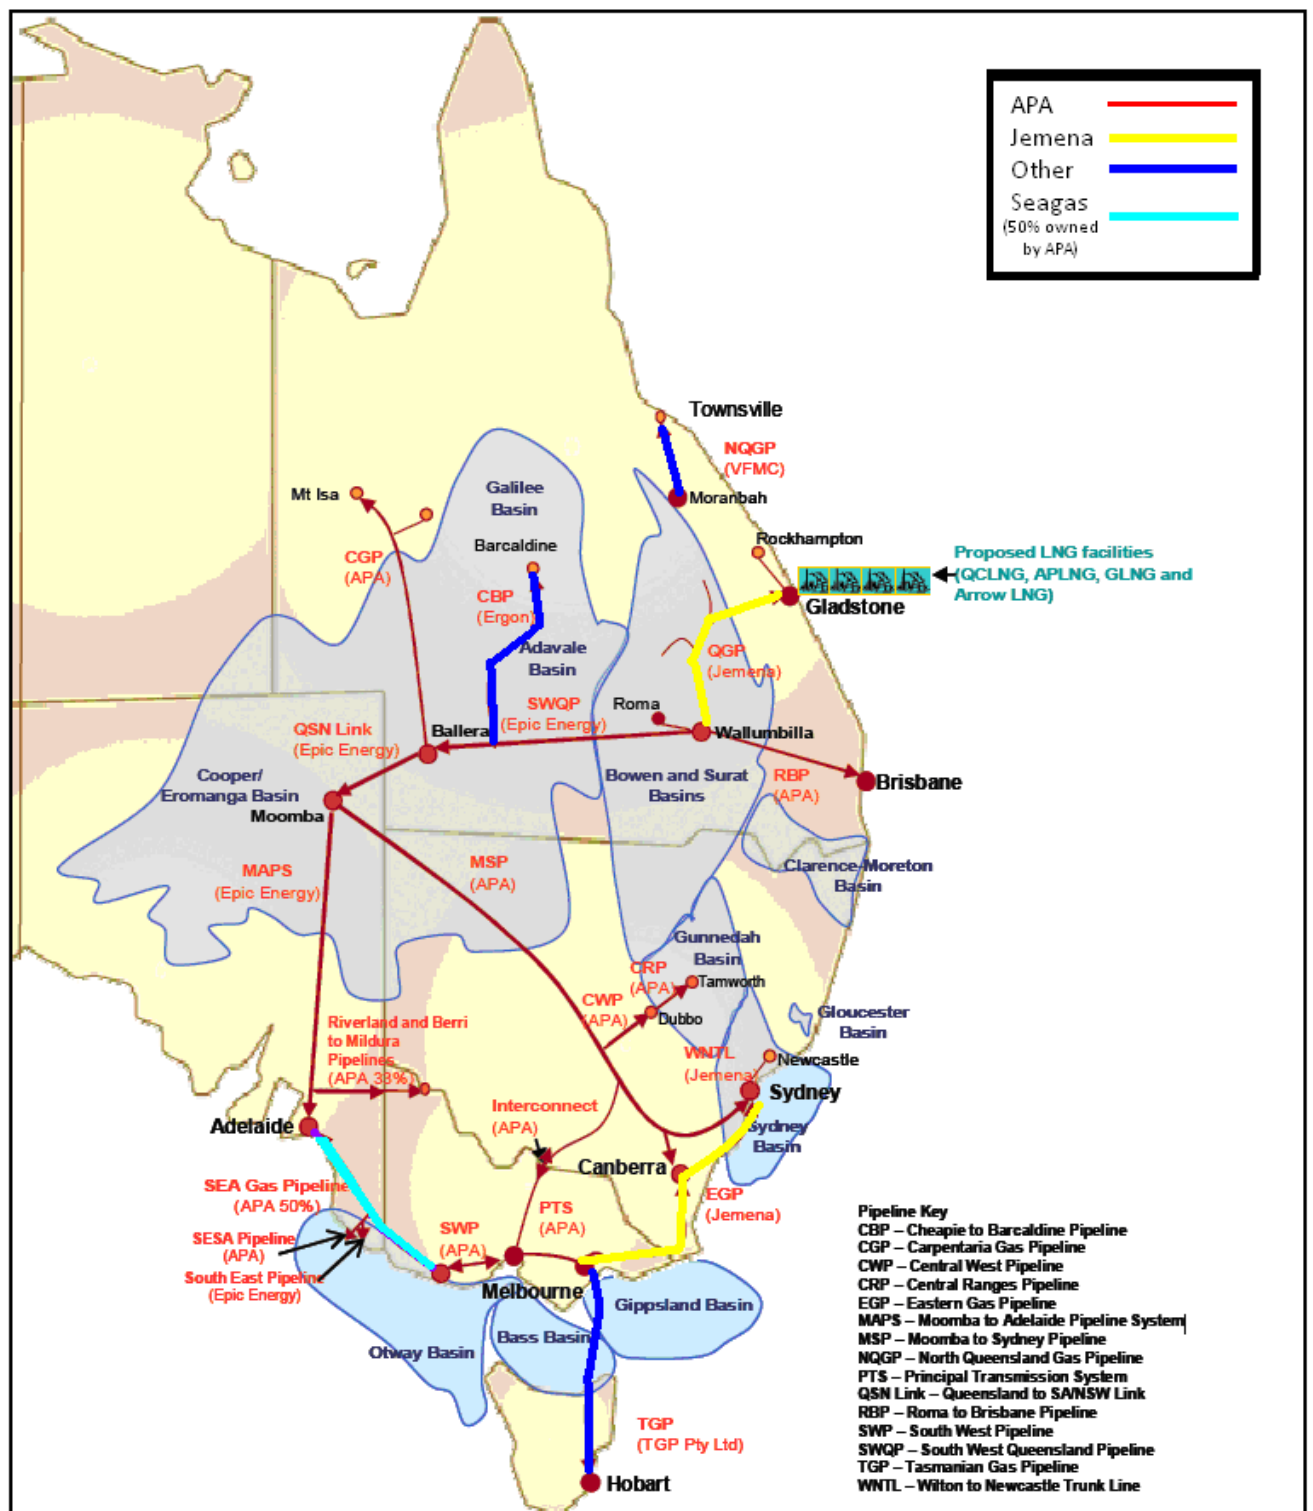 APA
Jemena
Other
Seagas
(50% owned
by APA)
Townsville
NQGP
(VFMC)
Moranbah
Mt Isa
Galilee
Basin
Barcaldine
Rockhampton
CGP
(APA)
CBP
(Ergon)
Proposed LNG facilities
(QCLNG, APLNG, GLNG and
Arrow LNG)
Gladstone
Adavale
Basin
QGP
(Jemena)
SWQP
(Epic Energy)
Roma
Wallumbilla
QSN Link
(Epic Energy)
Ballera
Cooper/
Eromanga Basin
Moomba
Bowen and Surat
Basins
RBP
(APA)
Brisbane
MAPS
(Epic Energy)
MSP
(APA)
Clarence-Moreton
Basin
Gunnedah
Basin
CRP
(APA)
Tamworth
CWP
(APA)
Dubbo
Gloucester
Basin
Riverland and Berri
to Mildura
Pipelines
(APA 33%)
WNTL
(Jemena)
Newcastle
Sydney
Sydney
Basin
Interconnect
(APA)
Adelaide
Canberra
SEA Gas Pipeline
(APA 50%)
EGP
(Jemena)
PTS
(APA)
SWP
(APA)
SESA Pipeline
(APA)
South East Pipeline
(Epic Energy)
Melbourne
Gippsland Basin
Bass Basin
Otway Basin
TGP
(TGP Pty Ltd)
Hobart
Pipeline Key
CBP – Cheapie to Barcaldine Pipeline
CGP – Carpentaria Gas Pipeline
CWP – Central West Pipeline
CRP – Central Ranges Pipeline
EGP – Eastern Gas Pipeline
MAPS – Moomba to Adelaide Pipeline System
MSP – Moomba to Sydney Pipeline
NQGP – North Queensland Gas Pipeline
PTS – Principal Transmission System
QSN Link – Queensland to SA/NSW Link
RBP – Roma to Brisbane Pipeline
SWP – South West Pipeline
SWQP – South West Queensland Pipeline
TGP – Tasmanian Gas Pipeline
WNTL – Wilton to Newcastle Trunk Line